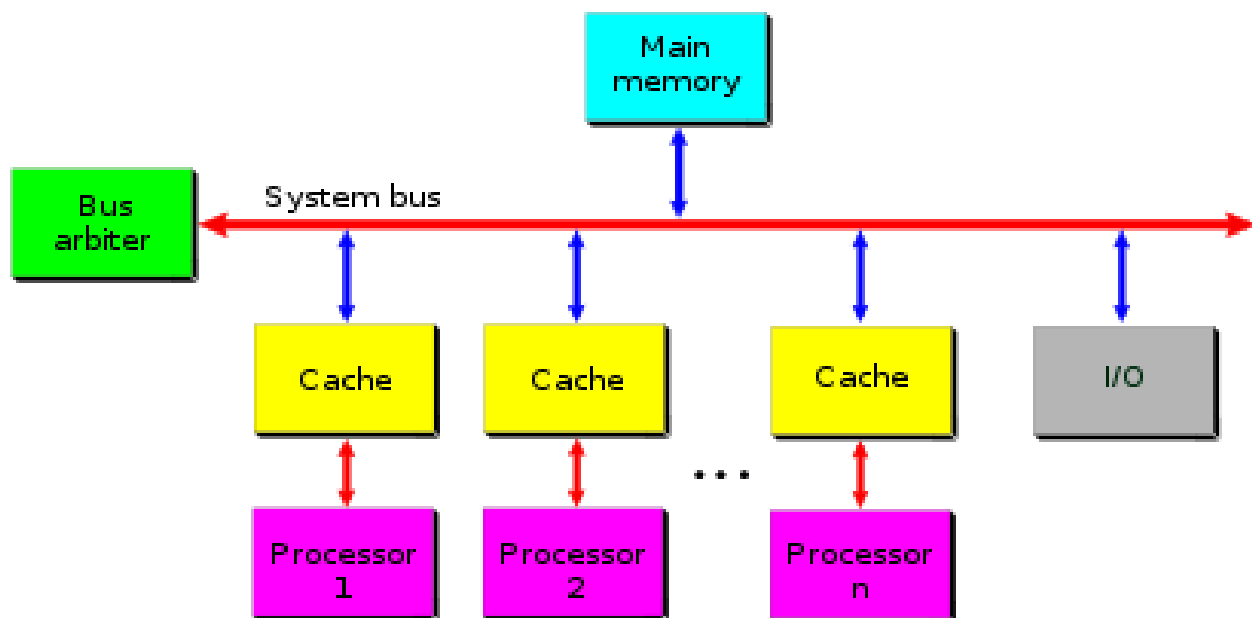 Main
memory
System bus
Bus
arbiter
Cache
Cache
Cache
I/O
...
Processor
1
Processor
2
Processor
n